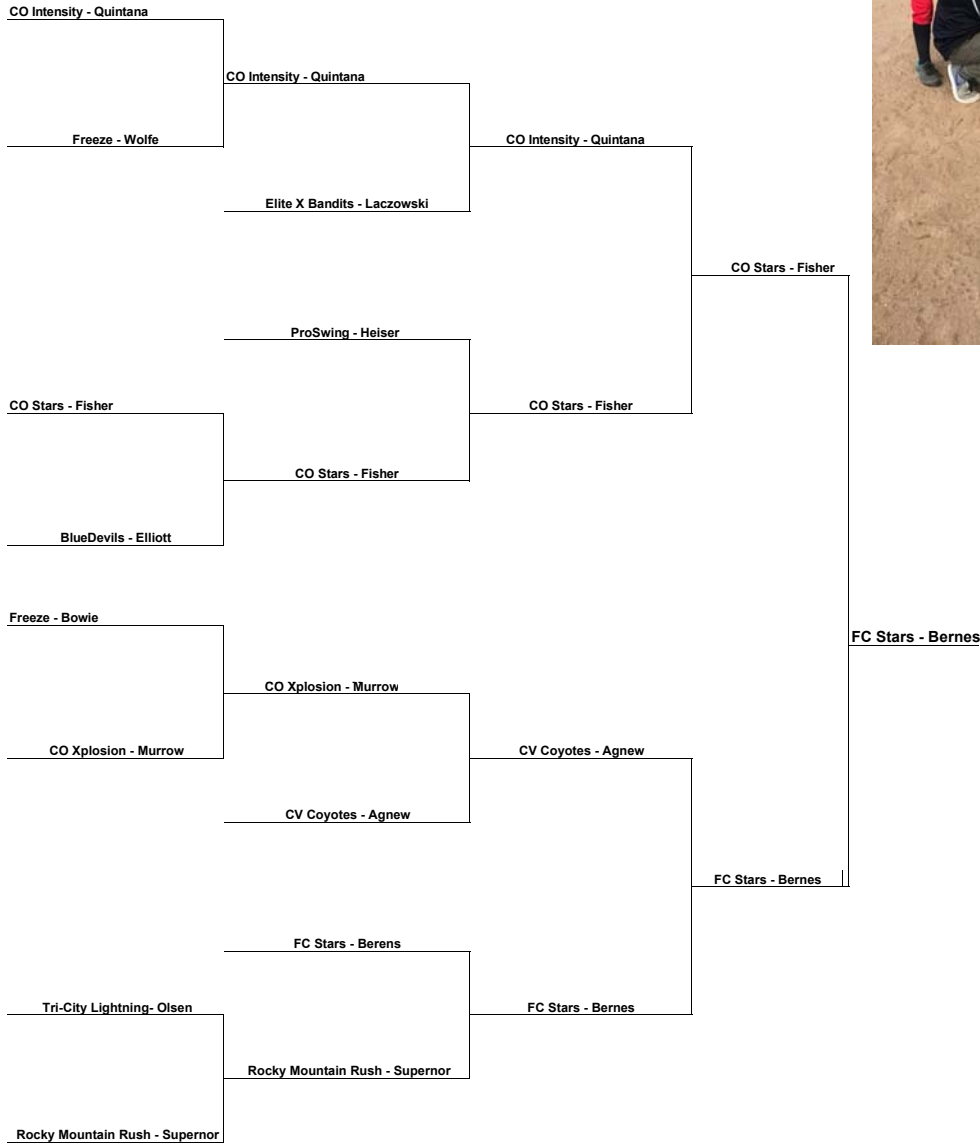 CO Intensity - Quintana
CO Intensity - Quintana
Freeze - Wolfe
CO Intensity - Quintana
Elite X Bandits - Laczowski
CO Stars - Fisher
ProSwing - Heiser
CO Stars - Fisher
CO Stars - Fisher
CO Stars - Fisher
BlueDevils - Elliott
Freeze - Bowie
FC Stars - Bernes
CO Xplosion - Murrow
CO Xplosion - Murrow
CV Coyotes - Agnew
CV Coyotes - Agnew
FC Stars - Bernes
FC Stars - Berens
Tri-City Lightning- Olsen
FC Stars - Bernes
Rocky Mountain Rush - Supernor
Rocky Mountain Rush - Supernor